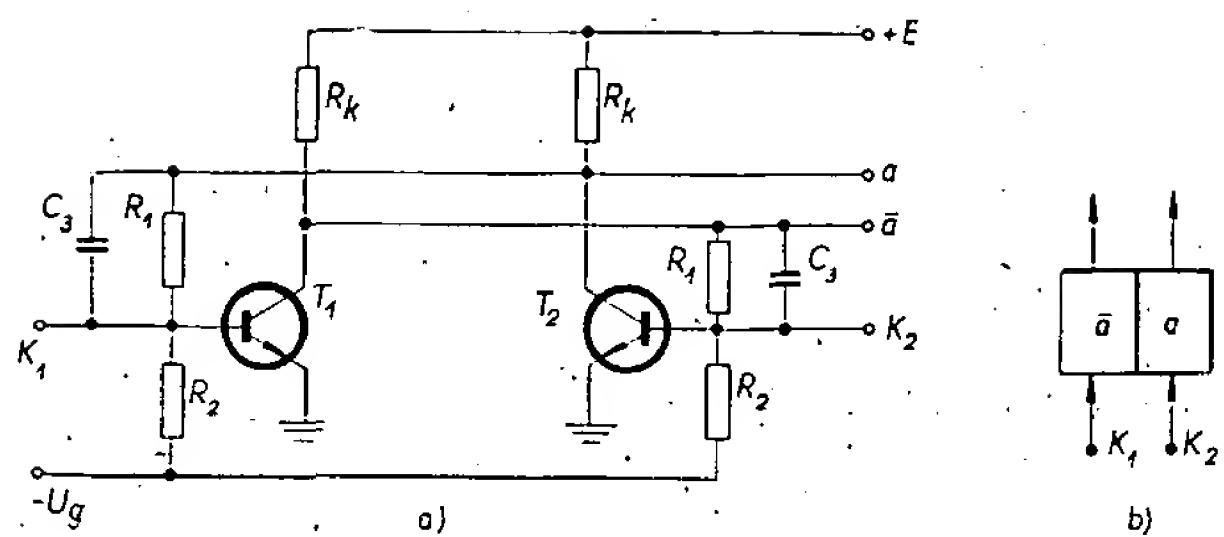 +E
R_k
R_k
a
C_3
R_1
ā
R_1
C_3
T_1
T_2
K_1
K_2
R_2
R_2
-U_g
a)
ā a
K_1
K_2
b)